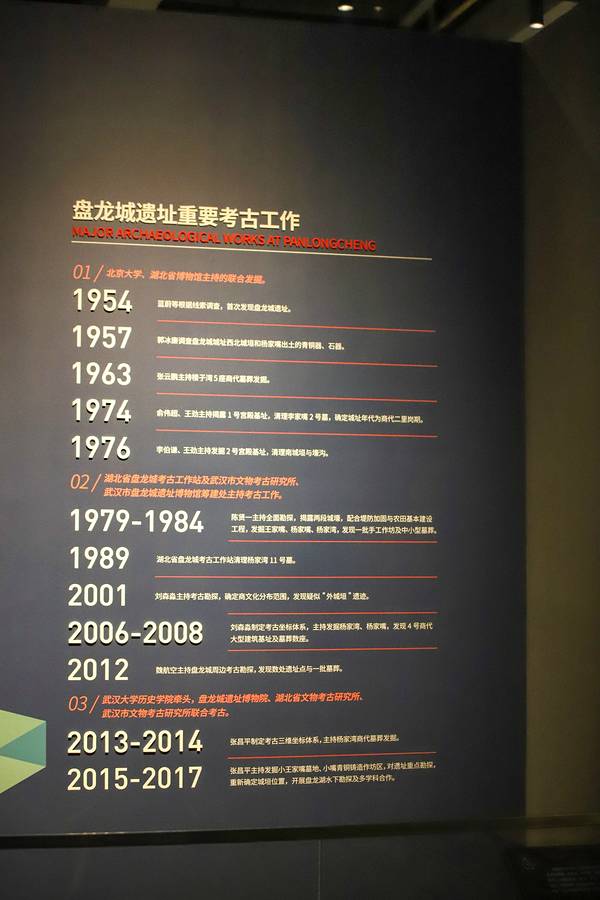 盘龙城遗址重要考古工作
MAJOR ARCHAEOLOGICAL WORKS AT PANLONGCHENG
01/ 北京大学、湖北省博物馆主持的联合发掘。
1954 蓝蔚等根据线索调查，首次发现盘龙城遗址。
1957 郭冰廉调查盘龙城城址西北城垣和杨家嘴出土的青铜器、石器。
1963 张云鹏主持楼子湾5座商代墓葬发掘。
1974 俞伟超、王劲主持揭露1号宫殿基址，清理李家嘴2号墓，确定城址年代为商代二里岗期。
1976 李伯谦、王劲主持发掘2号宫殿基址，清理南城垣与壕沟。
02/ 湖北省盘龙城考古工作站及武汉市文物考古研究所、
武汉市盘龙城遗址博物馆筹建处主持考古工作。
1979-1984 陈贤一主持全面勘探，揭露两段城壕，配合堤防加固与农田基本建设
工程，发掘王家嘴、杨家嘴、杨家湾，发现一批手工作坊及中小型墓葬。
1989 湖北省盘龙城考古工作站清理杨家湾11号墓。
2001 刘森淼主持考古勘探，确定商文化分布范围，发现疑似“外城垣”遗迹。
2006-2008 刘森淼制定考古坐标体系，主持发掘杨家湾、杨家嘴，发现4号商代
大型建筑基址及墓葬数座。
2012 魏航空主持盘龙城周边考古勘探，发现数处遗址点与一批墓葬。
03/ 武汉大学历史学院牵头，盘龙城遗址博物院、湖北省文物考古研究所、
武汉市文物考古研究所联合考古。
2013-2014 张昌平制定考古三维坐标体系，主持杨家湾商代墓葬发掘。
2015-2017 张昌平主持发掘小王家嘴墓地、小嘴青铜铸造作坊区，对遗址重点勘探，
重新确定城垣位置，开展盘龙湖水下勘探及多学科合作。